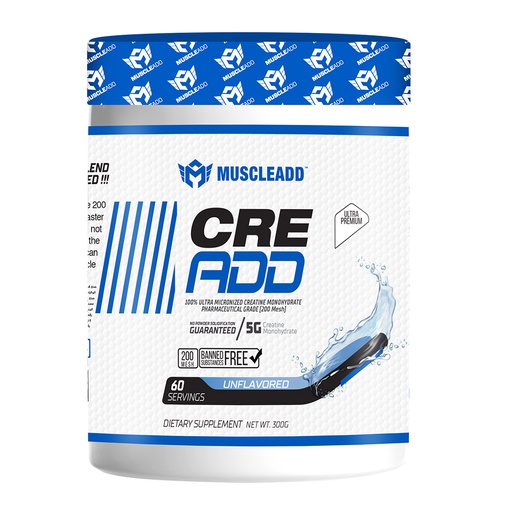 MUSCLEADD
MUSCLEADD™
CRE
ADD
ULTRA
PREMIUM
100% ULTRA MICRONIZED CREATINE MONOHYDRATE
PHARMACEUTICAL GRADE [200 Mesh]
NO POWDER SOLIDIFICATION
GUARANTEED / 5G Creatine
Monohydrate
200
MESH
BANNED
SUBSTANCES FREE
60
SERVINGS
UNFLAVORED
DIETARY SUPPLEMENT NET WT. 300G
LEND
ED !!!
200
aster
not
the
can
cle